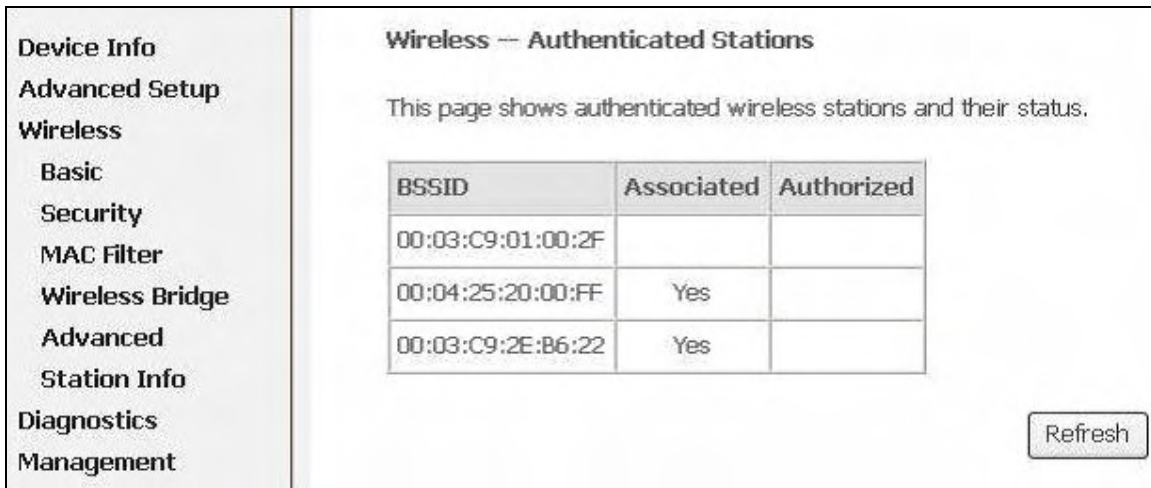 Device Info
Advanced Setup
Wireless
Basic
Security
MAC Filter
Wireless Bridge
Advanced
Station Info
Diagnostics
Management
Wireless -- Authenticated Stations
This page shows authenticated wireless stations and their status.
BSSID Associated Authorized
00:03:C9:01:00:2F
00:04:25:20:00:FF Yes
00:03:C9:2E:B6:22 Yes
Refresh